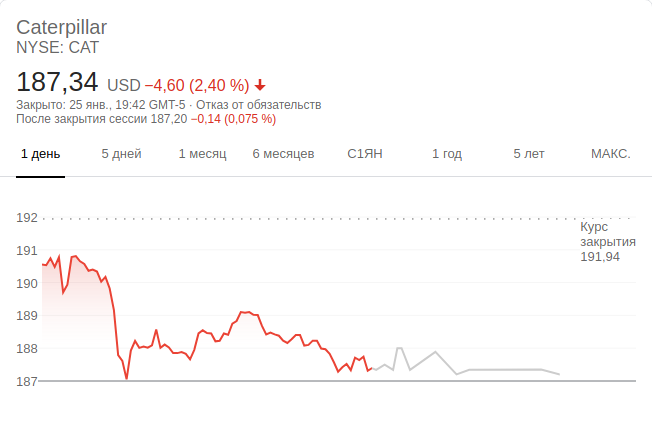 Caterpillar
NYSE: CAT
187,34 USD −4,60 (2,40 %)
Закрыто: 25 янв., 19:42 GMT-5 · Отказ от обязательств
После закрытия сессии 187,20 −0,14 (0,075 %)
1 день 5 дней 1 месяц 6 месяцев С1ЯН 1 год 5 лет МАКС.
192
Курс
закрытия
191,94
191
190
189
188
187